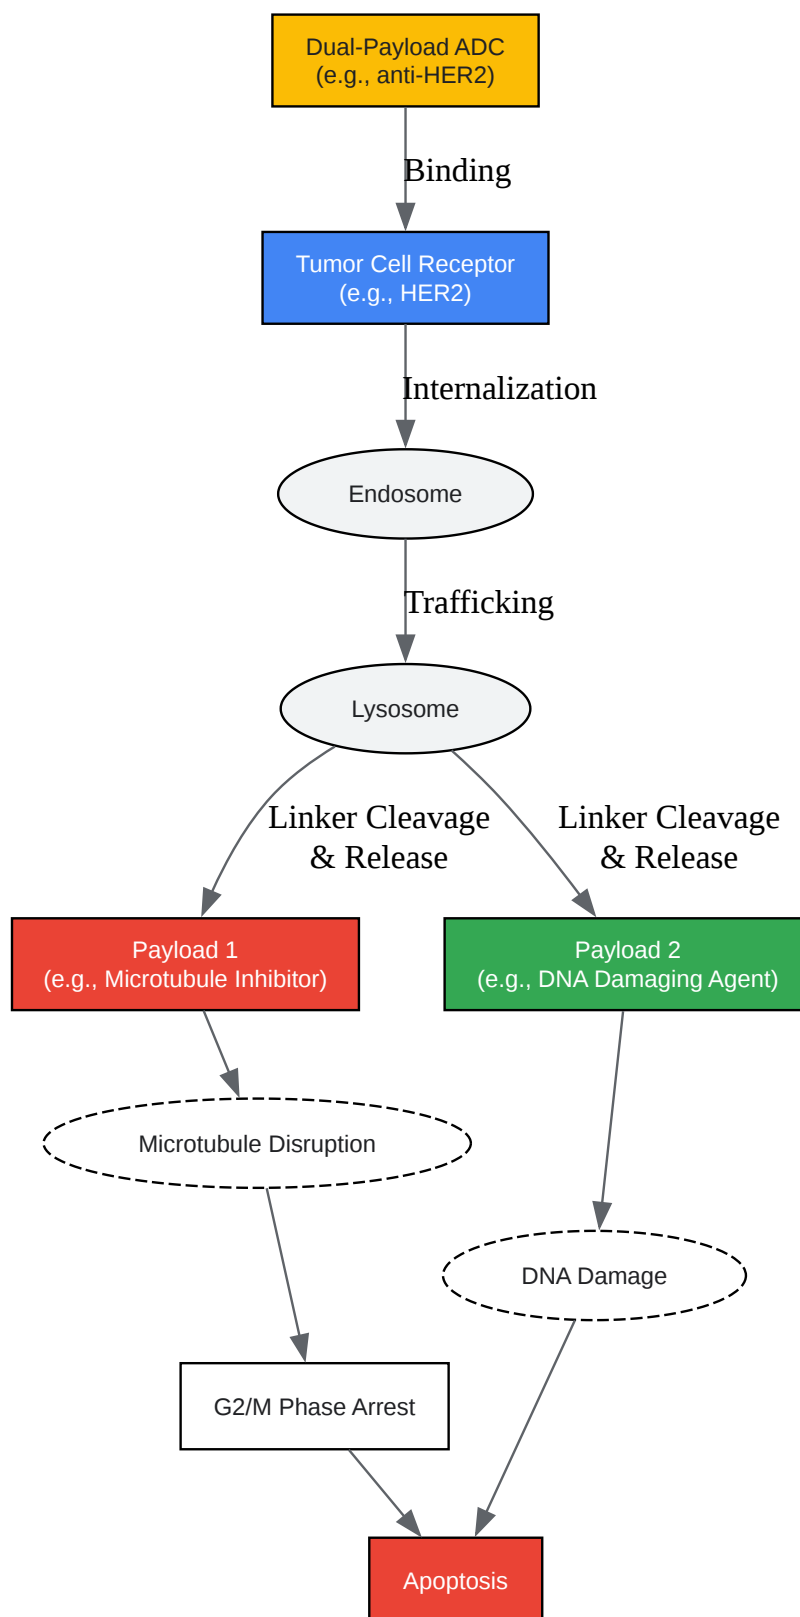 Dual-Payload ADC
(e.g., anti-HER2)
Binding
Tumor Cell Receptor
(e.g., HER2)
Internalization
Endosome
Trafficking
Lysosome
Linker Cleavage
& Release
Linker Cleavage
& Release
Payload 1
(e.g., Microtubule Inhibitor)
Payload 2
(e.g., DNA Damaging Agent)
Microtubule Disruption
DNA Damage
G2/M Phase Arrest
Apoptosis